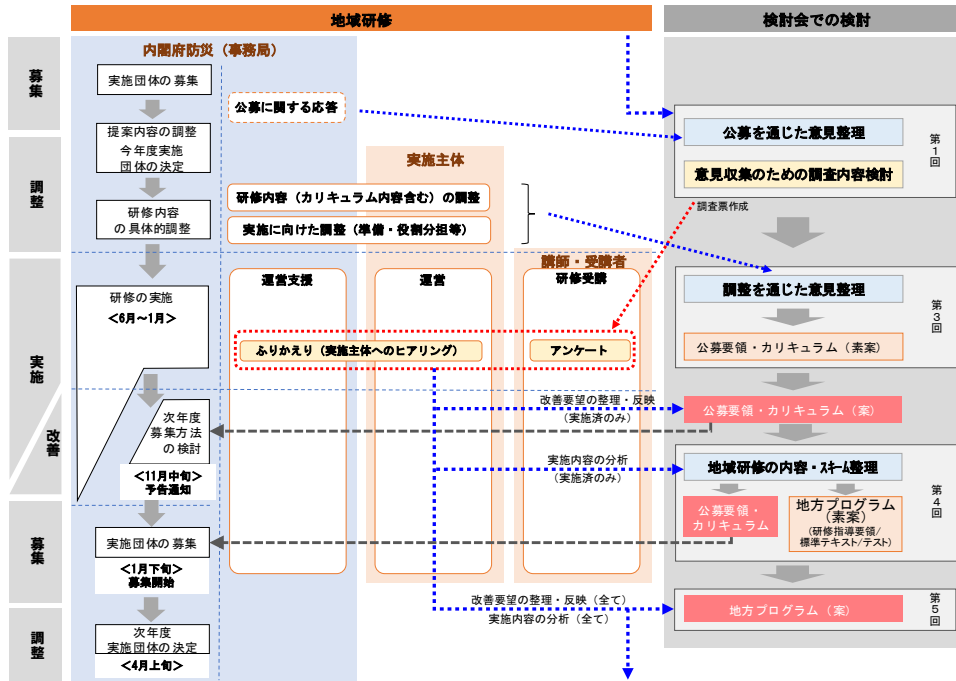 地域研修
検討会での検討
募集
調整
実施
改善
募集
調整
内閣府防災（事務局）
実施団体の募集
提案内容の調整
今年度実施
団体の決定
研修内容
の具体的調整
研修の実施
<6月～1月>
次年度
募集方法
の検討
<11月中旬>
予告通知
実施団体の募集
<1月下旬>
募集開始
次年度
実施団体の決定
<4月上旬>
公募に関する応答
実施主体
研修内容（カリキュラム内容含む）の調整
実施に向けた調整（準備・役割分担等）
講師・受講者
運営支援
運営
研修受講
ふりかえり（実施主体へのヒアリング）
アンケート
調査票作成
改善要望の整理・反映
（実施済のみ）
実施内容の分析
（実施済のみ）
改善要望の整理・反映（全て）
実施内容の分析（全て）
公募を通じた意見整理
意見収集のための調査内容検討
第1回
調整を通じた意見整理
公募要領・カリキュラム（素案）
第3回
公募要領・カリキュラム（案）
地域研修の内容・スキーム整理
公募要領・
カリキュラム
地方プログラム
（素案）
（研修指導要領/
標準テキスト/テスト）
第4回
地方プログラム（案）
第5回